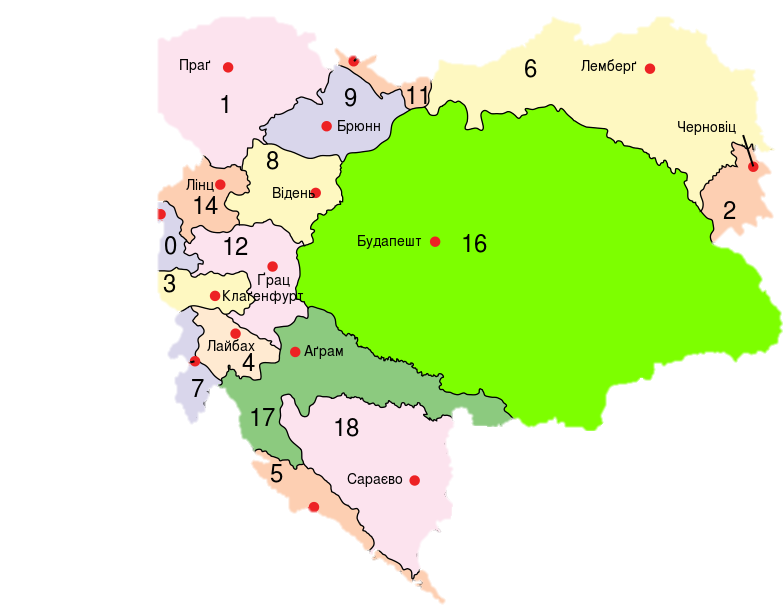 6
Лемберґ
Праґ
9
11
1
Брюнн
Черновіц
8
Лінц
Відень
14
2
0
12
Будапешт
16
Ґрац
3
Клаґенфурт
Лайбах
4
Аґрам
7
17
18
5
Сараєво